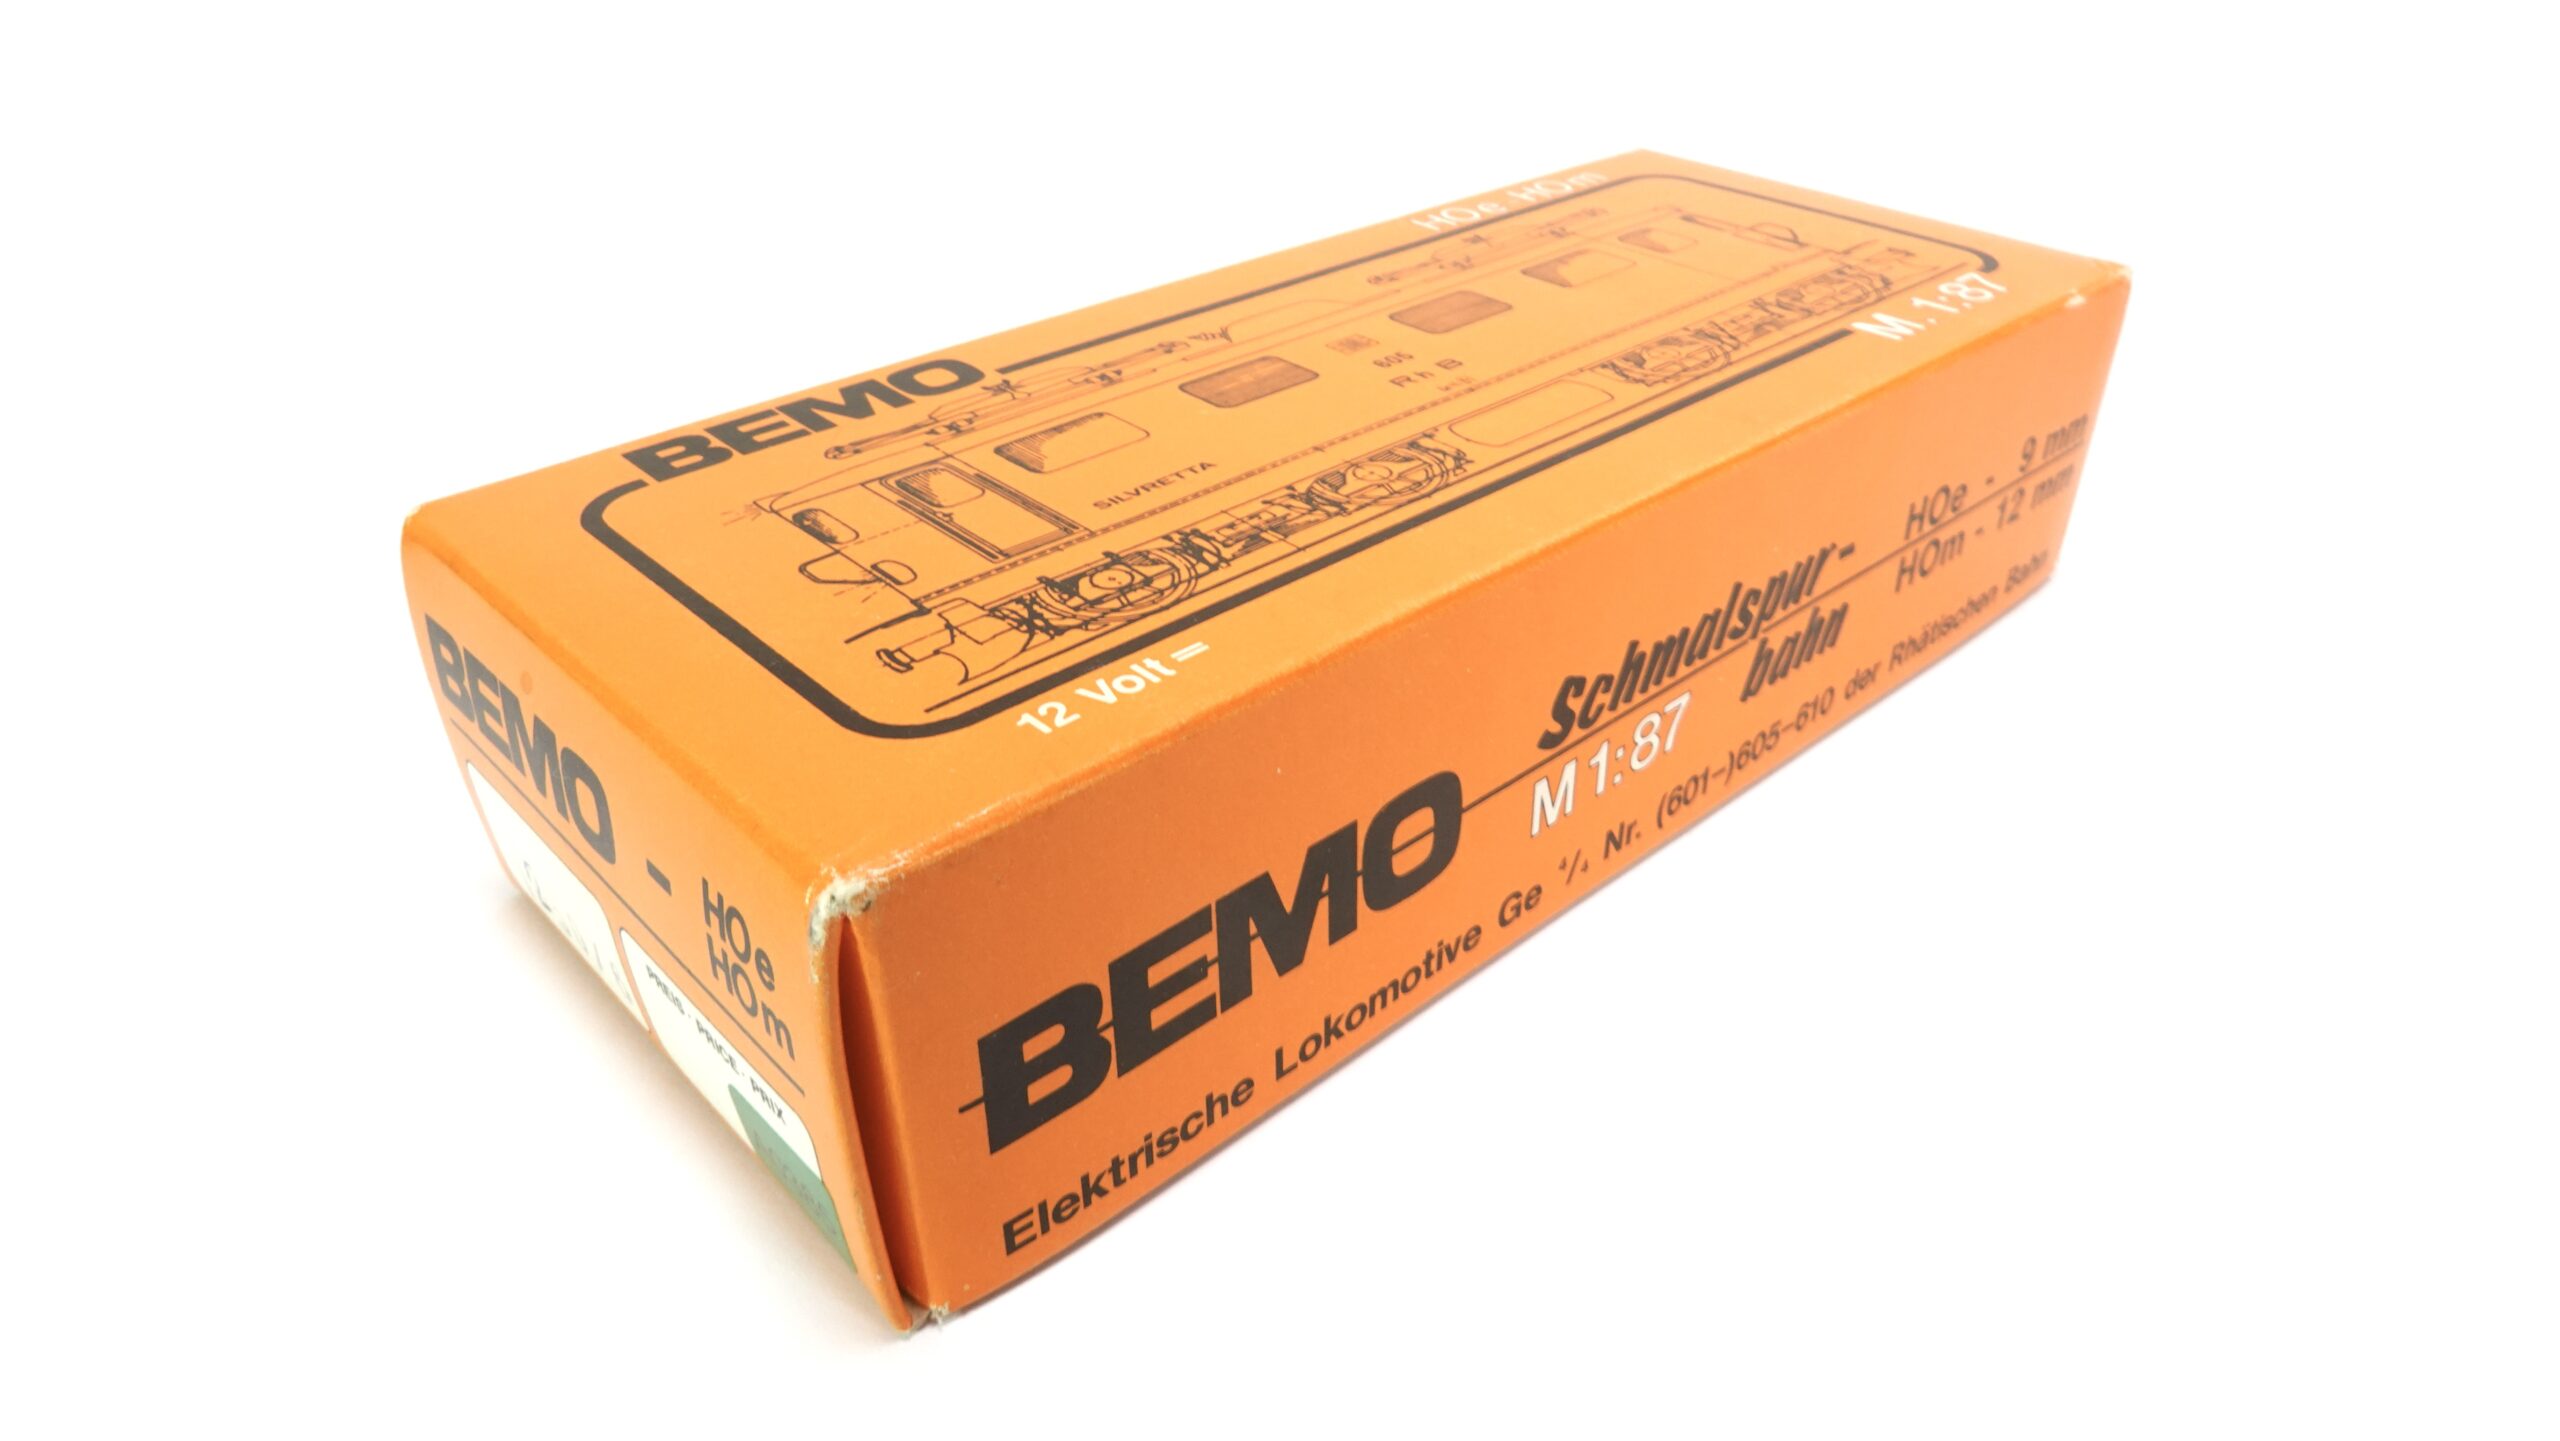 HOe-HOm
BEMO
M. 1:87
605
RhB
SILVRETTA
12 Volt =
BEMO - HOe
HOm
PREIS · PRICE · PRIX
BEMO
Schmalspur-
bahn
HOe - 9 mm
HOm - 12 mm
M 1:87
Elektrische Lokomotive Ge 4/4 Nr. (601-)605-610 der Rhätischen Bahn